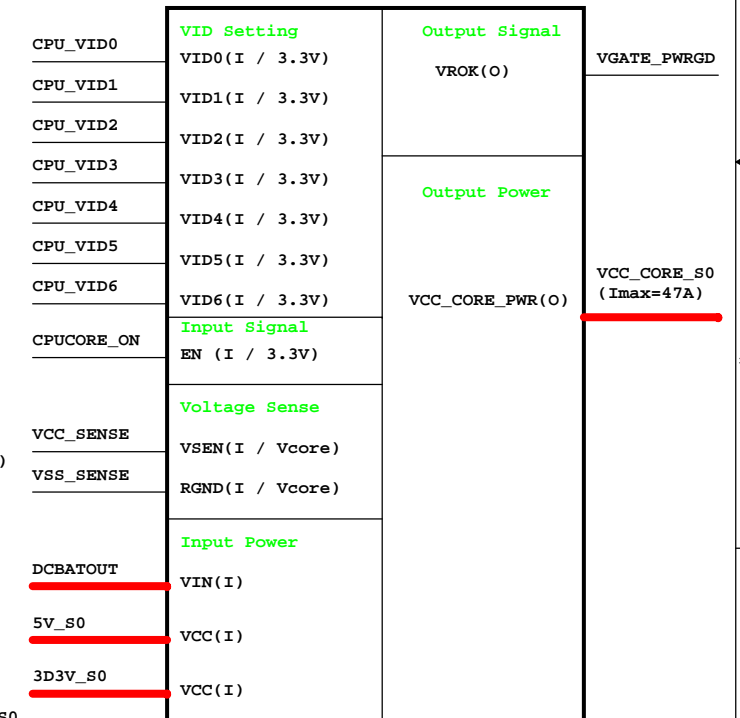 CPU_VID0
CPU_VID1
CPU_VID2
CPU_VID3
CPU_VID4
CPU_VID5
CPU_VID6
CPUCORE_ON
VCC_SENSE
VSS_SENSE
DCBATOUT
5V_S0
3D3V_S0
)
S0
VID Setting
VID0(I / 3.3V)
VID1(I / 3.3V)
VID2(I / 3.3V)
VID3(I / 3.3V)
VID4(I / 3.3V)
VID5(I / 3.3V)
VID6(I / 3.3V)
Input Signal
EN (I / 3.3V)
Voltage Sense
VSEN(I / Vcore)
RGND(I / Vcore)
Input Power
VIN(I)
VCC(I)
VCC(I)
Output Signal
VROK(O)
Output Power
VCC_CORE_PWR(O)
VGATE_PWRGD
VCC_CORE_S0
(Imax=47A)